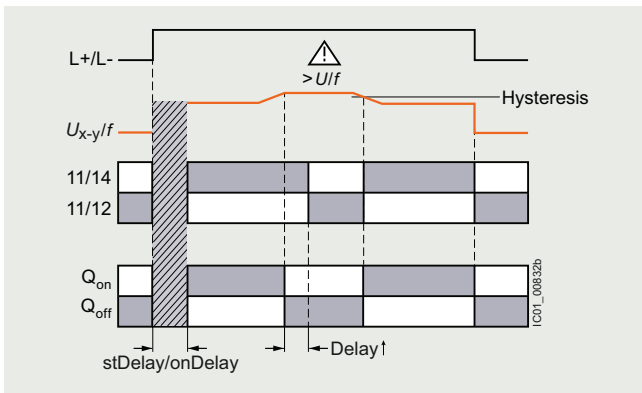 L+/L-
>U/f
Hysteresis
Ux-y/f
11/14
11/12
Qon
Qoff
stDelay/onDelay
Delay↑
IC01_00832b